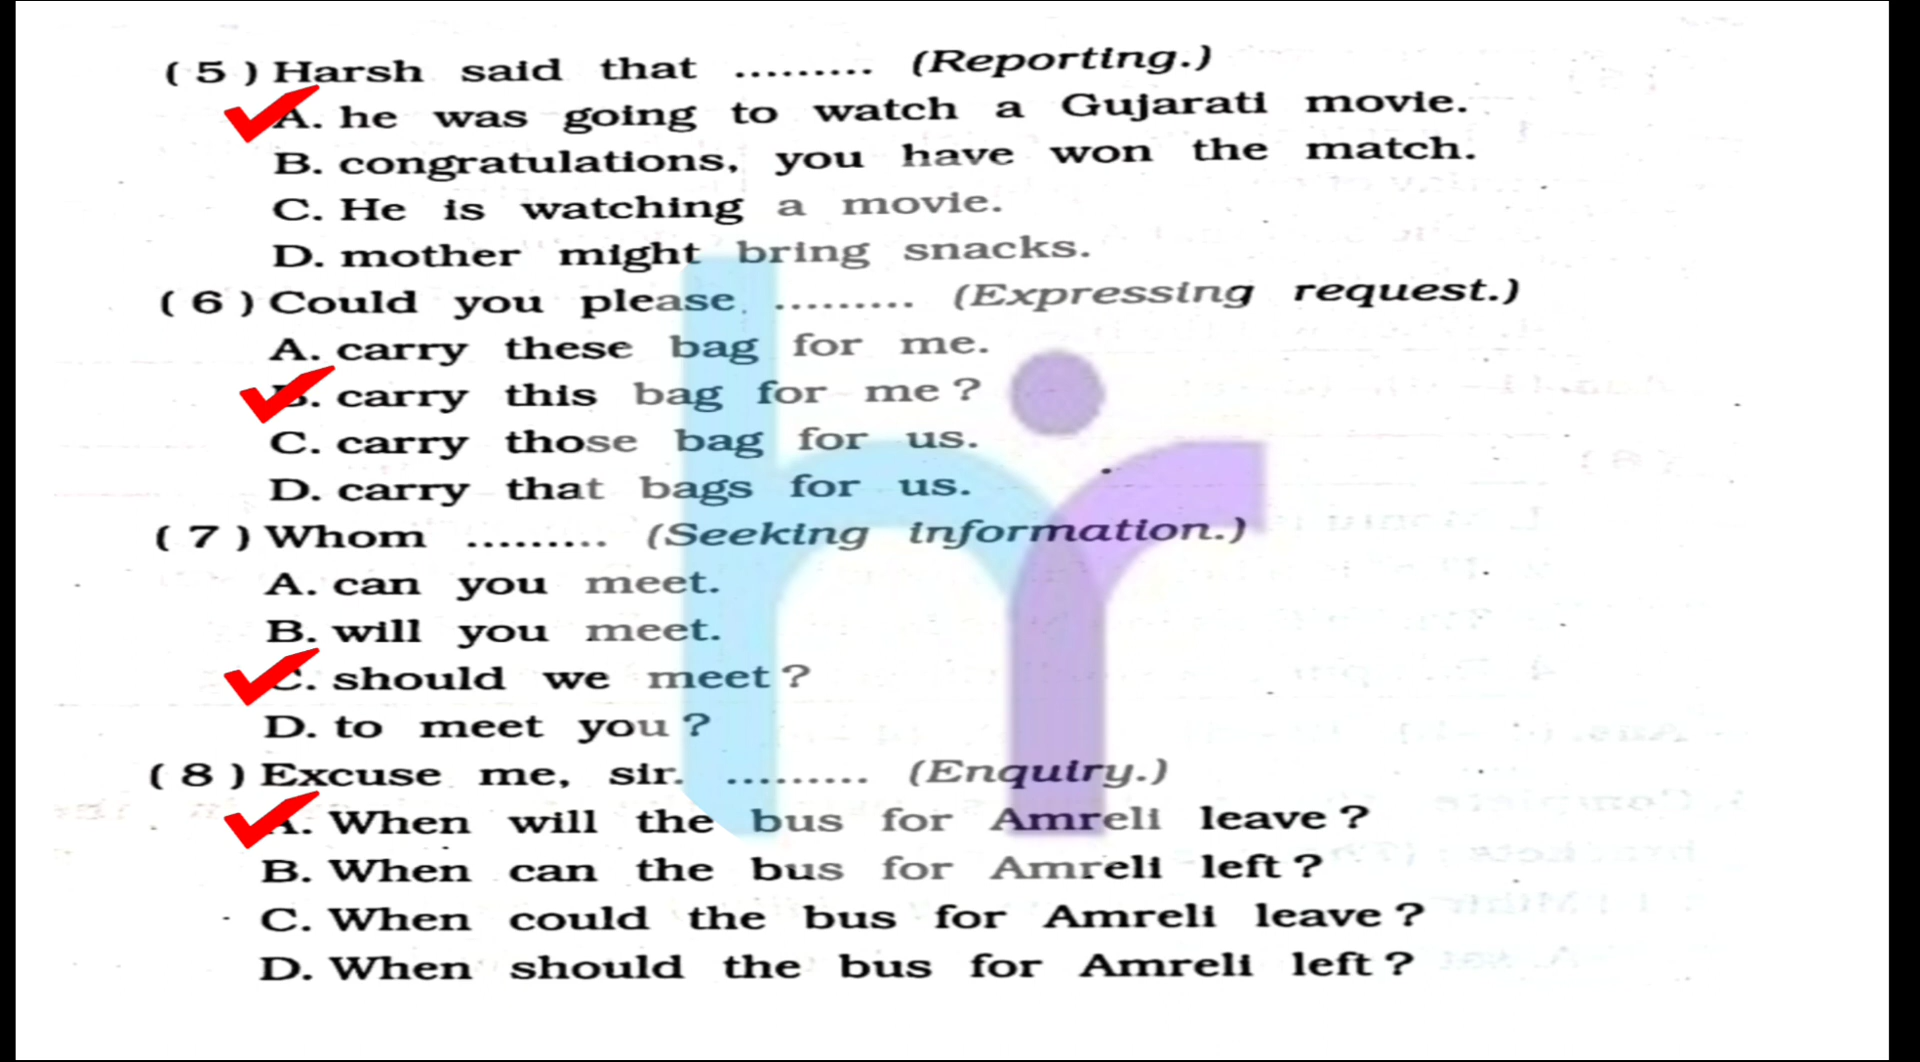 ( 5 ) Harsh said that ......... (Reporting.)
A. he was going to watch a Gujarati movie.
B. congratulations, you have won the match.
C. He is watching a movie.
D. mother might bring snacks.
( 6 ) Could you please ......... (Expressing request.)
A. carry these bag for me.
B. carry this bag for me ?
C. carry those bag for us.
D. carry that bags for us.
( 7 ) Whom ......... (Seeking information.)
A. can you meet.
B. will you meet.
C. should we meet ?
D. to meet you ?
( 8 ) Excuse me, sir. ......... (Enquiry.)
A. When will the bus for Amreli leave ?
B. When can the bus for Amreli left ?
C. When could the bus for Amreli leave ?
D. When should the bus for Amreli left ?